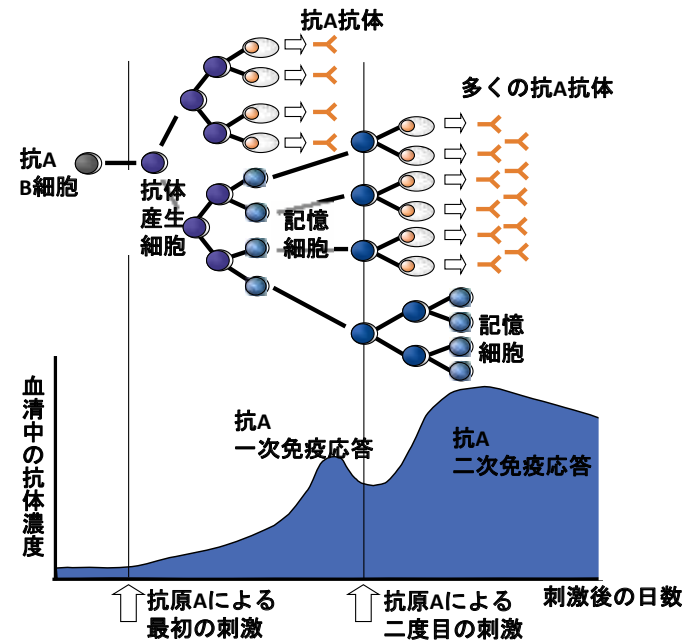 抗A抗体
多くの抗A抗体
抗A
B細胞
抗体
産生
細胞
記憶
細胞
記憶
細胞
血清中の抗体濃度
抗A
一次免疫応答
抗A
二次免疫応答
抗原Aによる
最初の刺激
抗原Aによる
二度目の刺激
刺激後の日数